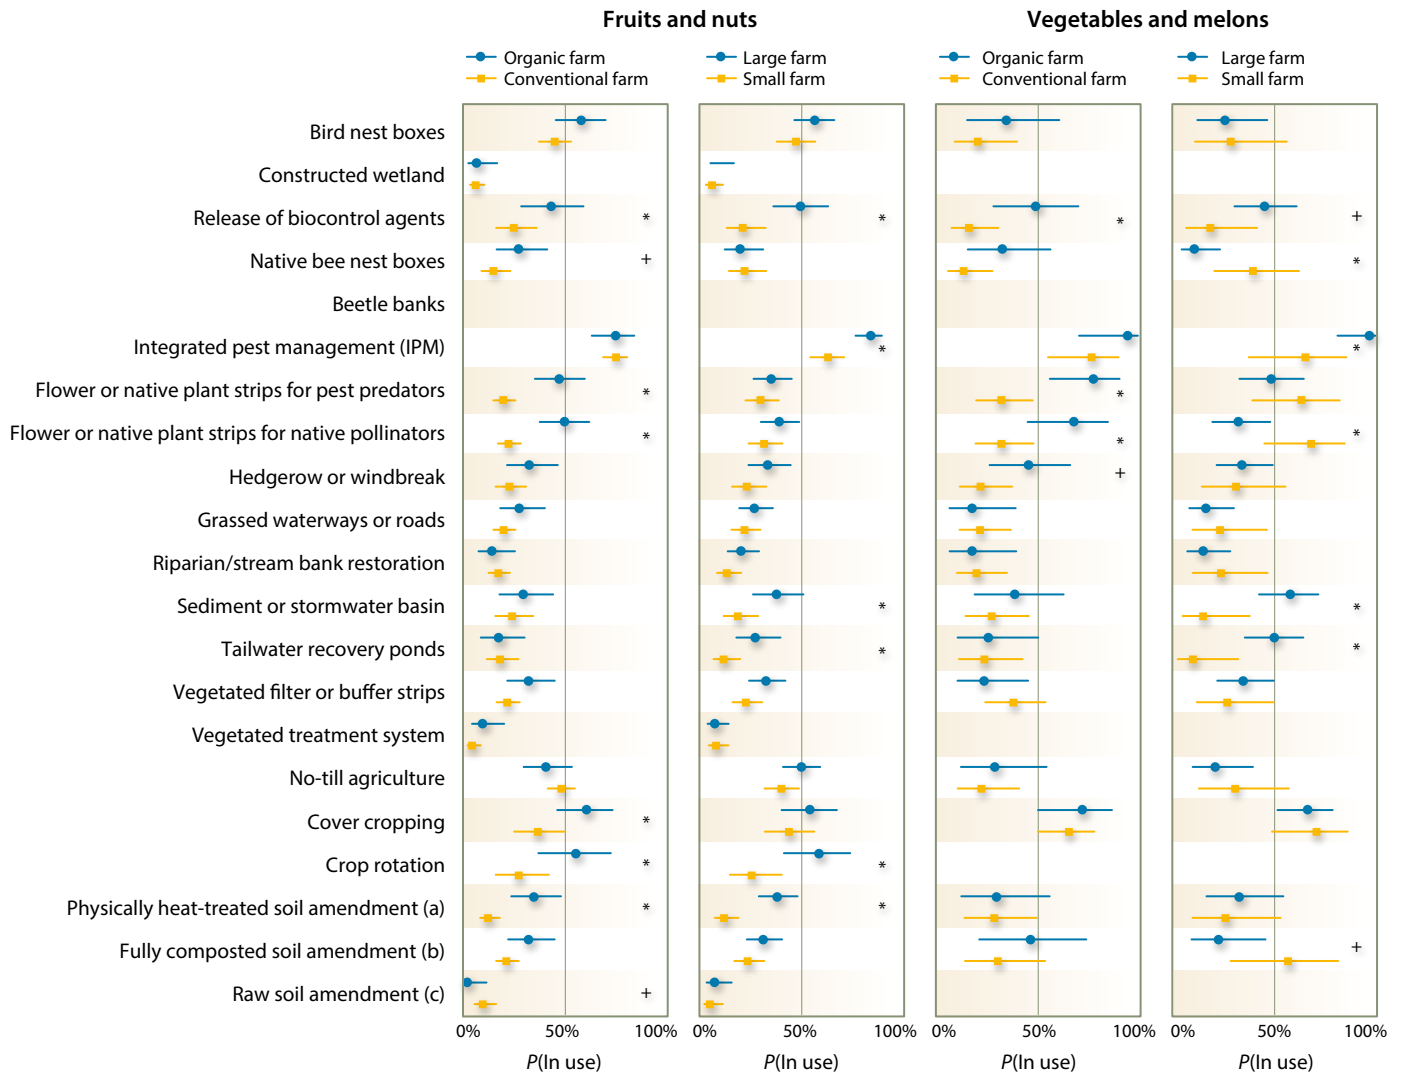 Fruits and nuts
Vegetables and melons
Organic farm
Conventional farm
Large farm
Small farm
Organic farm
Conventional farm
Large farm
Small farm
Bird nest boxes
Constructed wetland
Release of biocontrol agents * * * +
Native bee nest boxes + *
Beetle banks
Integrated pest management (IPM) * *
Flower or native plant strips for pest predators * *
Flower or native plant strips for native pollinators * * *
Hedgerow or windbreak +
Grassed waterways or roads
Riparian/stream bank restoration
Sediment or stormwater basin * *
Tailwater recovery ponds * *
Vegetated filter or buffer strips
Vegetated treatment system
No-till agriculture
Cover cropping *
Crop rotation * *
Physically heat-treated soil amendment (a) * *
Fully composted soil amendment (b) +
Raw soil amendment (c) +
0% 50% 100% 0% 50% 100% 0% 50% 100% 0% 50% 100%
P(In use) P(In use) P(In use) P(In use)